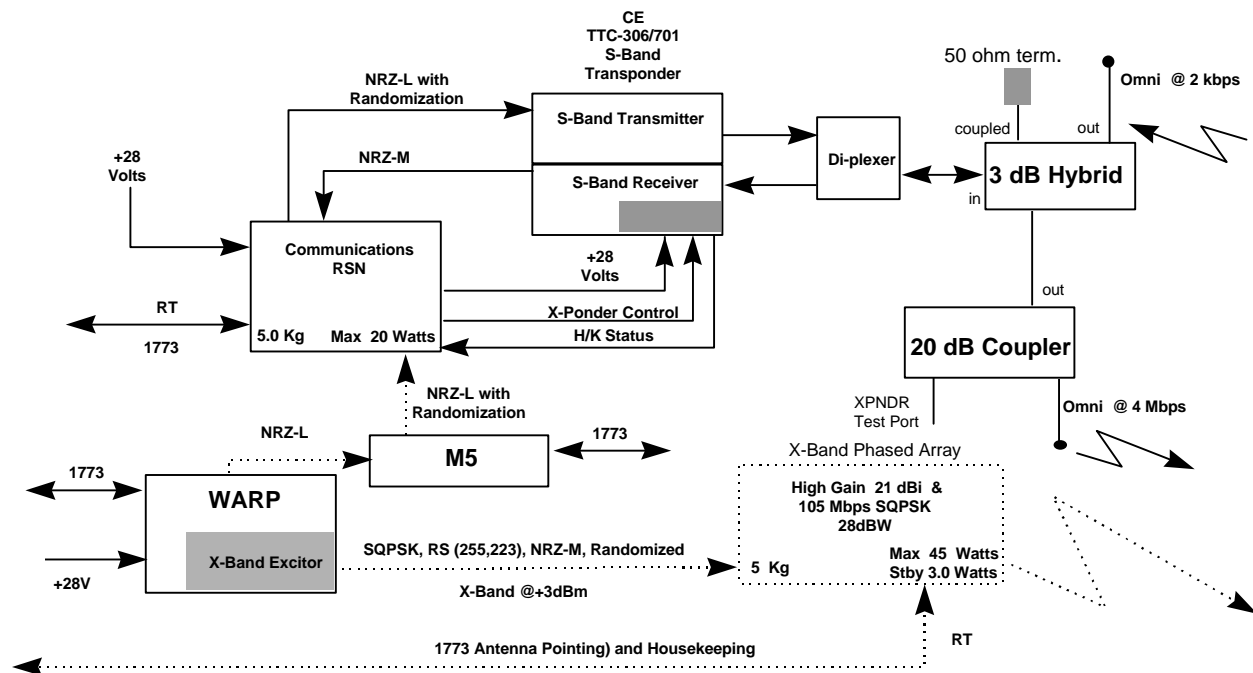 CE
TTC-306/701
S-Band
Transponder
50 ohm term.
Omni @ 2 kbps
NRZ-L with
Randomization
S-Band Transmitter
coupled
out
Di-plexer
3 dB Hybrid
in
NRZ-M
S-Band Receiver
+28
Volts
Communications
RSN
+28
Volts
out
RT
X-Ponder Control
5.0 Kg
Max 20 Watts
H/K Status
1773
20 dB Coupler
NRZ-L with
Randomization
XPNDR
Test Port
Omni @ 4 Mbps
NRZ-L
1773
M5
X-Band Phased Array
1773
WARP
High Gain 21 dBi &
105 Mbps SQPSK
28dBW
X-Band Excitor
SQPSK, RS (255,223), NRZ-M, Randomized
Max 45 Watts
5 Kg
Stby 3.0 Watts
+28V
X-Band @+3dBm
RT
1773 Antenna Pointing) and Housekeeping